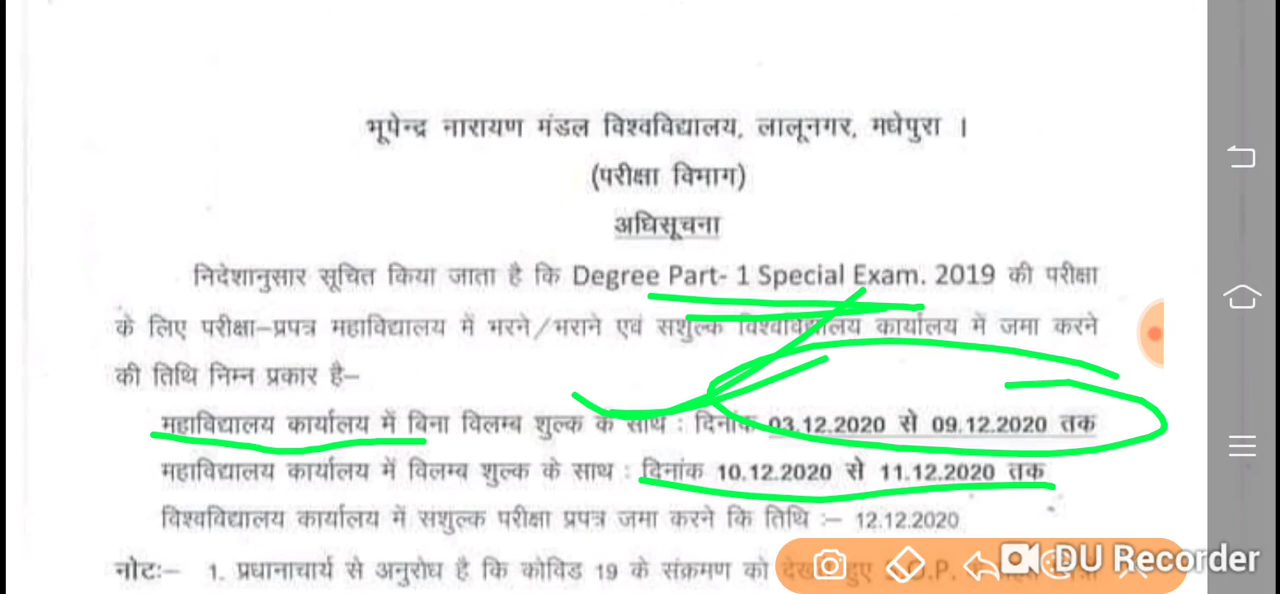 भूपेन्द्र नारायण मंडल विश्वविद्यालय, लालूनगर, मधेपुरा ।
(परीक्षा विभाग)
अधिसूचना
निदेशानुसार सूचित किया जाता है कि Degree Part- 1 Special Exam. 2019 की परीक्षा
के लिए परीक्षा-प्रपत्र महाविद्यालय में भरने/भराने एवं सशुल्क विश्वविद्यालय कार्यालय में जमा करने
की तिथि निम्न प्रकार है–
महाविद्यालय कार्यालय में बिना विलम्ब शुल्क के साथ : दिनांक 03.12.2020 से 09.12.2020 तक
महाविद्यालय कार्यालय में विलम्ब शुल्क के साथ : दिनांक 10.12.2020 से 11.12.2020 तक
विश्वविद्यालय कार्यालय में सशुल्क परीक्षा प्रपत्र जमा करने कि तिथि :– 12.12.2020
नोटः– 1. प्रधानाचार्य से अनुरोध है कि कोविड 19 के संक्रमण को
DU Recorder